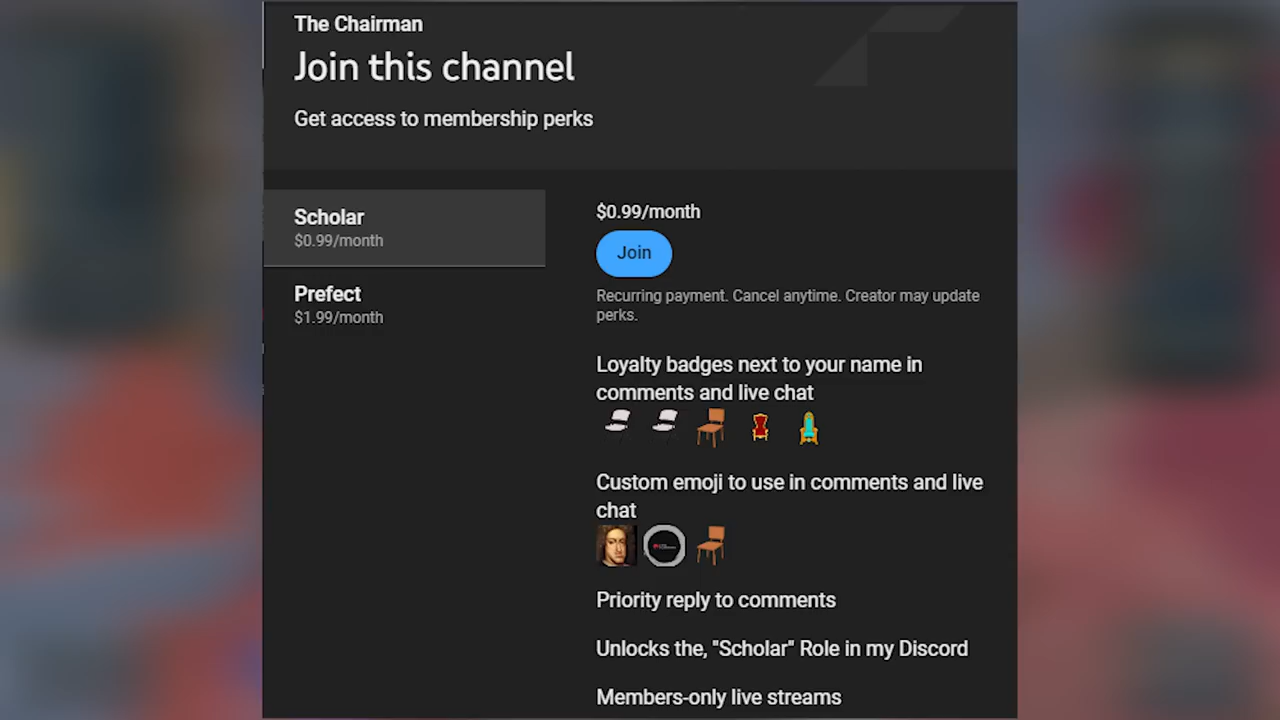 The Chairman
Join this channel
Get access to membership perks
Scholar
$0.99/month
Prefect
$1.99/month
$0.99/month
Join
Recurring payment. Cancel anytime. Creator may update
perks.
Loyalty badges next to your name in
comments and live chat
Custom emoji to use in comments and live
chat
Priority reply to comments
Unlocks the, "Scholar" Role in my Discord
Members-only live streams